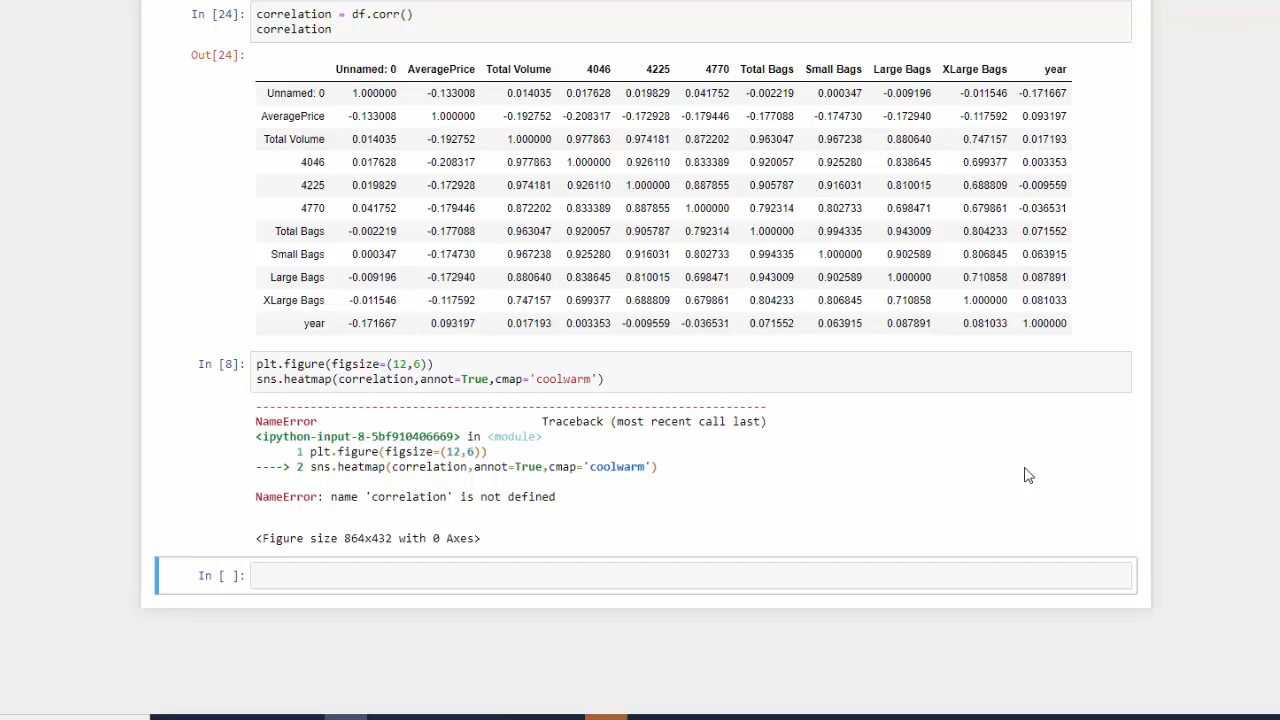 In [24]: correlation = df.corr()
correlation
Out[24]:
Unnamed: 0 AveragePrice Total Volume 4046 4225 4770 Total Bags Small Bags Large Bags XLarge Bags year
Unnamed: 0 1.000000 -0.133008 0.014035 0.017628 0.019829 0.041752 -0.002219 0.000347 -0.009196 -0.011546 -0.171667
AveragePrice -0.133008 1.000000 -0.192752 -0.208317 -0.172928 -0.179446 -0.177088 -0.174730 -0.172940 -0.117592 0.093197
Total Volume 0.014035 -0.192752 1.000000 0.977863 0.974181 0.872202 0.963047 0.967238 0.880640 0.747157 0.017193
4046 0.017628 -0.208317 0.977863 1.000000 0.926110 0.833389 0.920057 0.925280 0.838645 0.699377 0.003353
4225 0.019829 -0.172928 0.974181 0.926110 1.000000 0.887855 0.905787 0.916031 0.810015 0.688809 -0.009559
4770 0.041752 -0.179446 0.872202 0.833389 0.887855 1.000000 0.792314 0.802733 0.698471 0.679861 -0.036531
Total Bags -0.002219 -0.177088 0.963047 0.920057 0.905787 0.792314 1.000000 0.994335 0.943009 0.804233 0.071552
Small Bags 0.000347 -0.174730 0.967238 0.925280 0.916031 0.802733 0.994335 1.000000 0.902589 0.806845 0.063915
Large Bags -0.009196 -0.172940 0.880640 0.838645 0.810015 0.698471 0.943009 0.902589 1.000000 0.710858 0.087891
XLarge Bags -0.011546 -0.117592 0.747157 0.699377 0.688809 0.679861 0.804233 0.806845 0.710858 1.000000 0.081033
year -0.171667 0.093197 0.017193 0.003353 -0.009559 -0.036531 0.071552 0.063915 0.087891 0.081033 1.000000
In [8]: plt.figure(figsize=(12,6))
sns.heatmap(correlation,annot=True,cmap='coolwarm')
---------------------------------------------------------------------------
NameError Traceback (most recent call last)
<ipython-input-8-5bf910406669> in <module>
1 plt.figure(figsize=(12,6))
----> 2 sns.heatmap(correlation,annot=True,cmap='coolwarm')
NameError: name 'correlation' is not defined
<Figure size 864x432 with 0 Axes>
In [ ]: